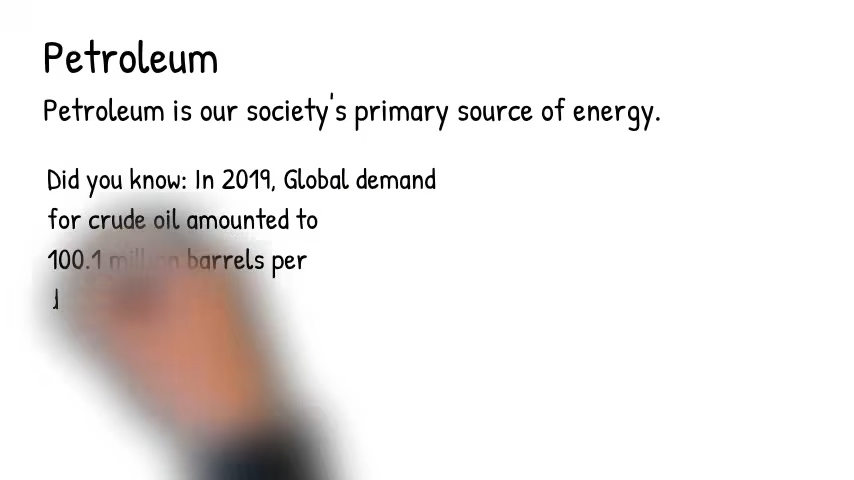 Petroleum
Petroleum is our society's primary source of energy.
Did you know: In 2019, Global demand
for crude oil amounted to
100.1 million barrels per